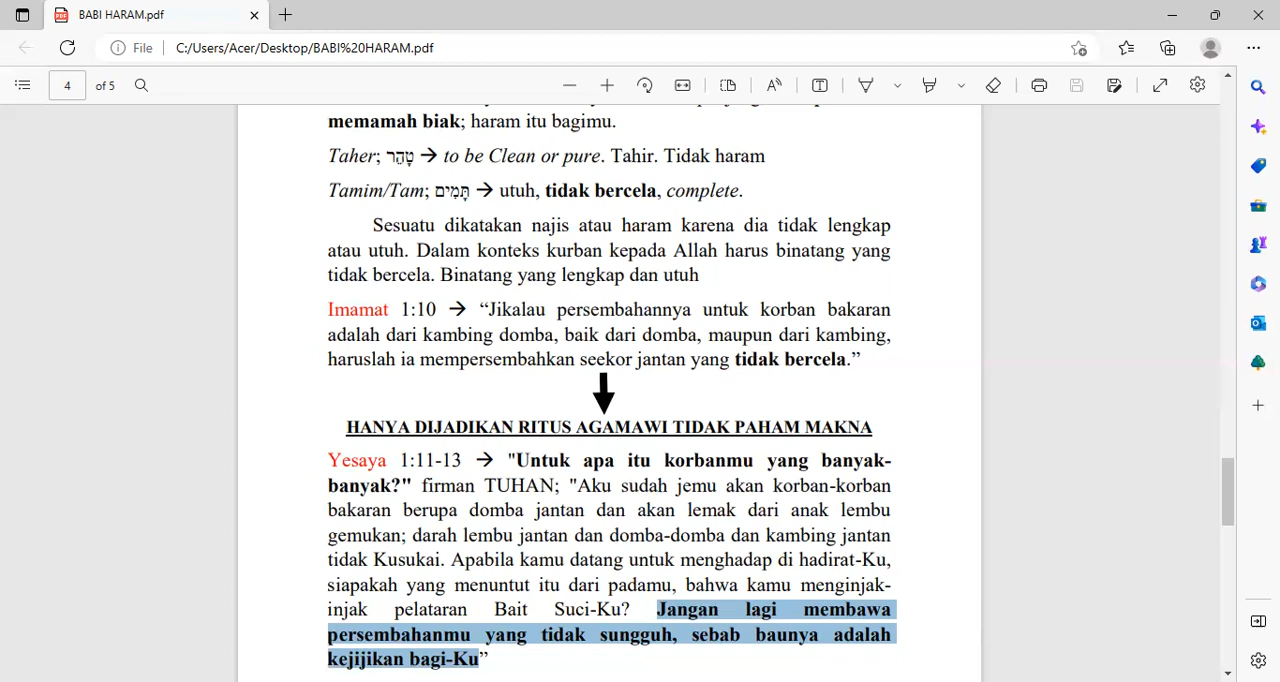 BABI HARAM.pdf
File
C:/Users/Acer/Desktop/BABI%20HARAM.pdf
4 of 5
memamah biak; haram itu bagimu.
Taher; טָהֵר → to be Clean or pure. Tahir. Tidak haram
Tamim/Tam; תָּמִים → utuh, tidak bercela, complete.
Sesuatu dikatakan najis atau haram karena dia tidak lengkap
atau utuh. Dalam konteks kurban kepada Allah harus binatang yang
tidak bercela. Binatang yang lengkap dan utuh
Imamat 1:10 → “Jikalau persembahannya untuk korban bakaran
adalah dari kambing domba, baik dari domba, maupun dari kambing,
haruslah ia mempersembahkan seekor jantan yang tidak bercela.”
HANYA DIJADIKAN RITUS AGAMAWI TIDAK PAHAM MAKNA
Yesaya 1:11-13 → "Untuk apa itu korbanmu yang banyak-
banyak?" firman TUHAN; "Aku sudah jemu akan korban-korban
bakaran berupa domba jantan dan akan lemak dari anak lembu
gemukan; darah lembu jantan dan domba-domba dan kambing jantan
tidak Kusukai. Apabila kamu datang untuk menghadap di hadirat-Ku,
siapakah yang menuntut itu dari padamu, bahwa kamu menginjak-
injak pelataran Bait Suci-Ku? Jangan lagi membawa
persembahanmu yang tidak sungguh, sebab baunya adalah
kejijikan bagi-Ku”